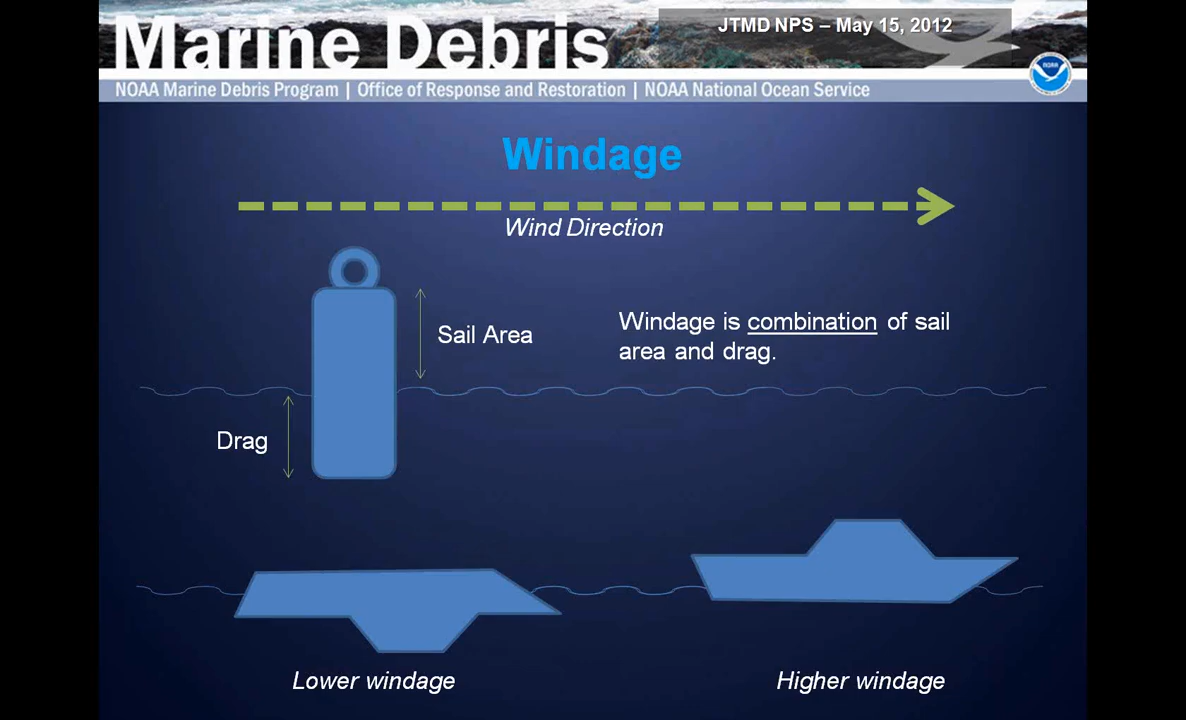 Marine Debris
JTMD NPS – May 15, 2012
NOAA
NOAA Marine Debris Program | Office of Response and Restoration | NOAA National Ocean Service
Windage
Wind Direction
Sail Area
Windage is combination of sail
area and drag.
Drag
Lower windage
Higher windage